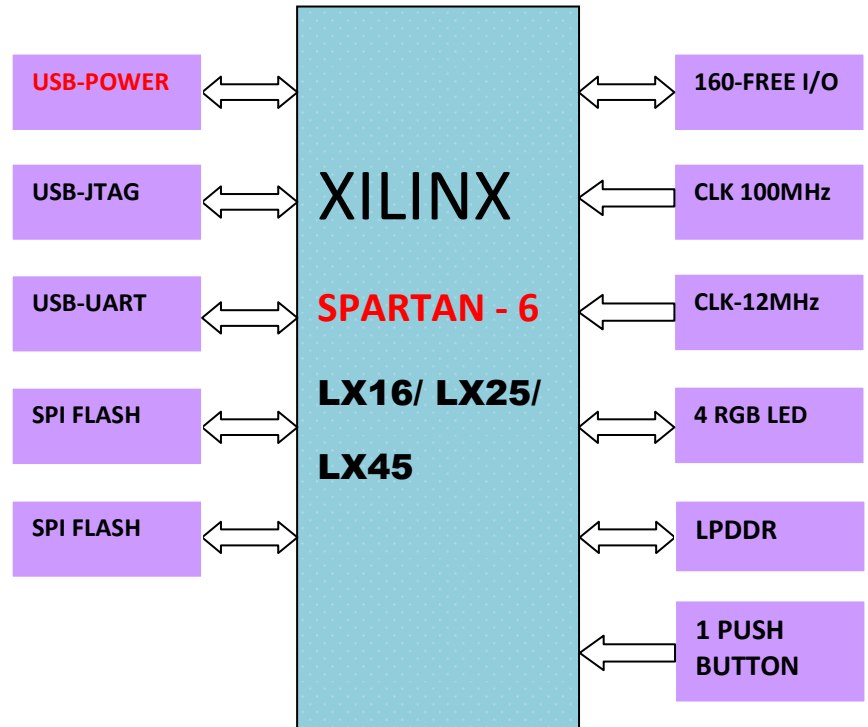 USB-POWER
USB-JTAG
USB-UART
SPI FLASH
SPI FLASH
XILINX
SPARTAN - 6
LX16/ LX25/
LX45
160-FREE I/O
CLK 100MHz
CLK-12MHz
4 RGB LED
LPDDR
1 PUSH
BUTTON